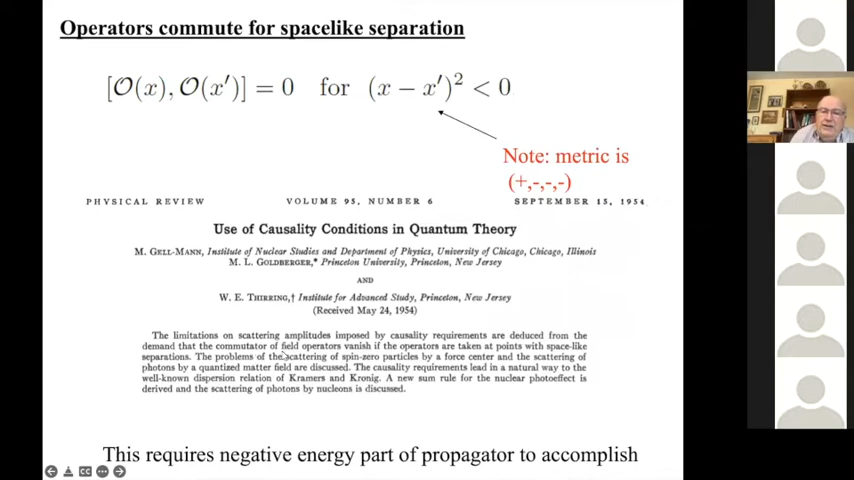 Operators commute for spacelike separation
[𝒪(x), 𝒪(x′)] = 0 for (x − x′)² < 0
Note: metric is
(+,-,-,-)
PHYSICAL REVIEW VOLUME 95, NUMBER 6 SEPTEMBER 15, 1954
Use of Causality Conditions in Quantum Theory
M. GELL-MANN, Institute of Nuclear Studies and Department of Physics, University of Chicago, Chicago, Illinois
M. L. GOLDBERGER,* Princeton University, Princeton, New Jersey
AND
W. E. THIRRING,† Institute for Advanced Study, Princeton, New Jersey
(Received May 24, 1954)
The limitations on scattering amplitudes imposed by causality requirements are deduced from the
demand that the commutator of field operators vanish if the operators are taken at points with space-like
separations. The problems of the scattering of spin-zero particles by a force center and the scattering of
photons by a quantized matter field are discussed. The causality requirements lead in a natural way to the
well-known dispersion relation of Kramers and Kronig. A new sum rule for the nuclear photoeffect is
derived and the scattering of photons by nucleons is discussed.
This requires negative energy part of propagator to accomplish
CC